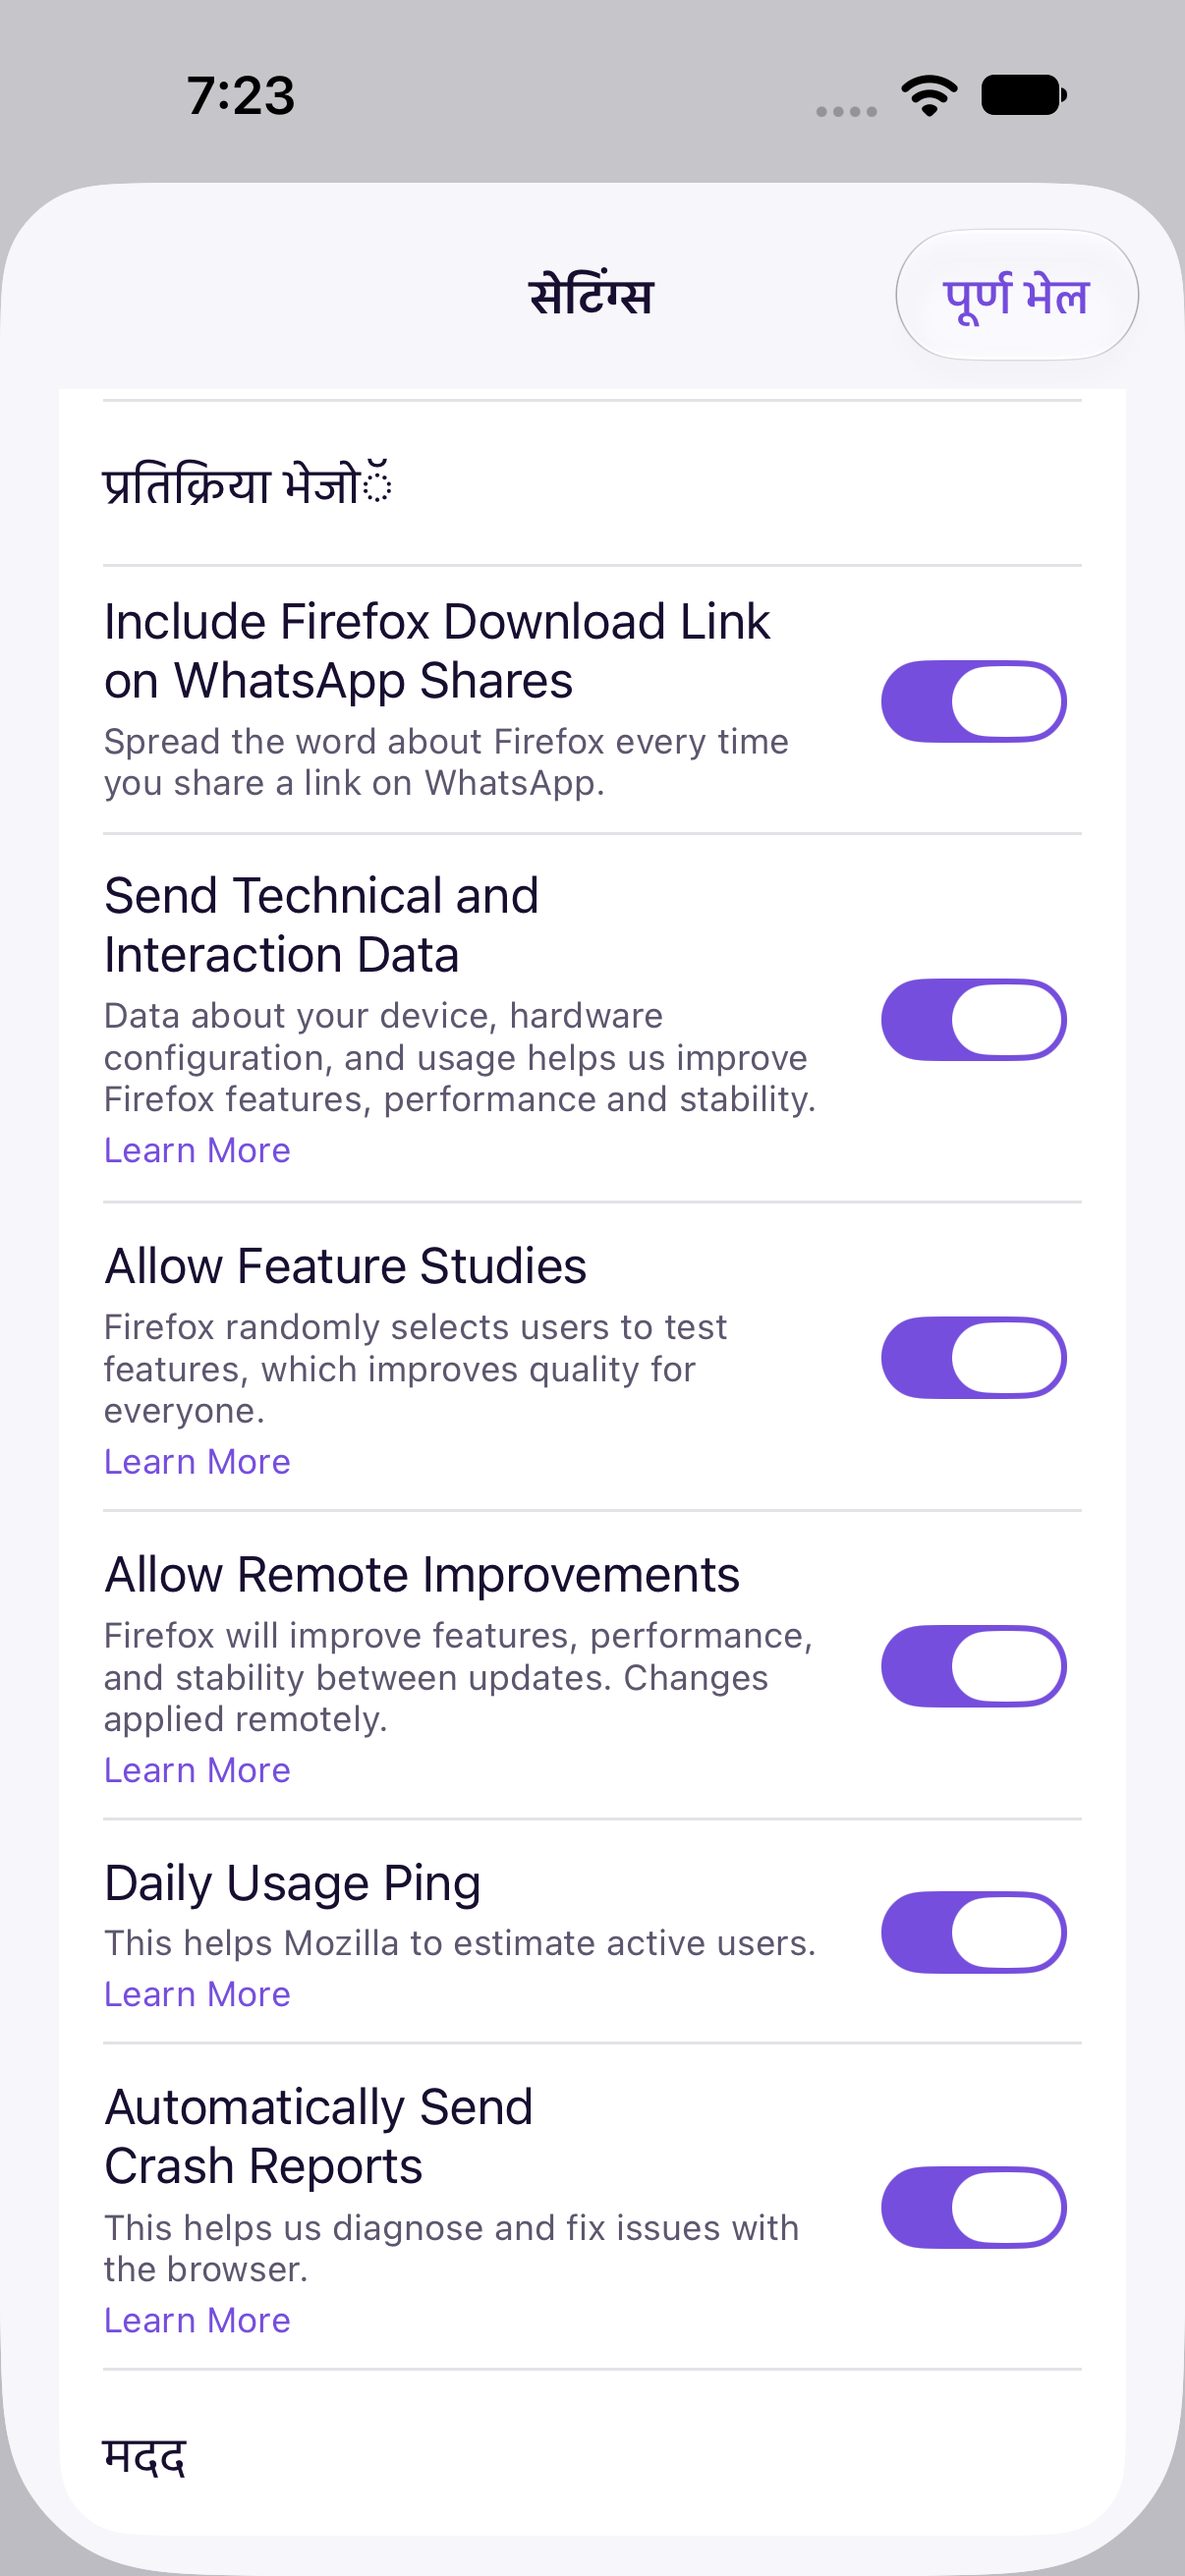 7:23
सेटिंग्स
पूर्ण भेल
प्रतिक्रिया भेजोॅ
Include Firefox Download Link
on WhatsApp Shares
Spread the word about Firefox every time
you share a link on WhatsApp.
Send Technical and
Interaction Data
Data about your device, hardware
configuration, and usage helps us improve
Firefox features, performance and stability.
Learn More
Allow Feature Studies
Firefox randomly selects users to test
features, which improves quality for
everyone.
Learn More
Allow Remote Improvements
Firefox will improve features, performance,
and stability between updates. Changes
applied remotely.
Learn More
Daily Usage Ping
This helps Mozilla to estimate active users.
Learn More
Automatically Send
Crash Reports
This helps us diagnose and fix issues with
the browser.
Learn More
मदद